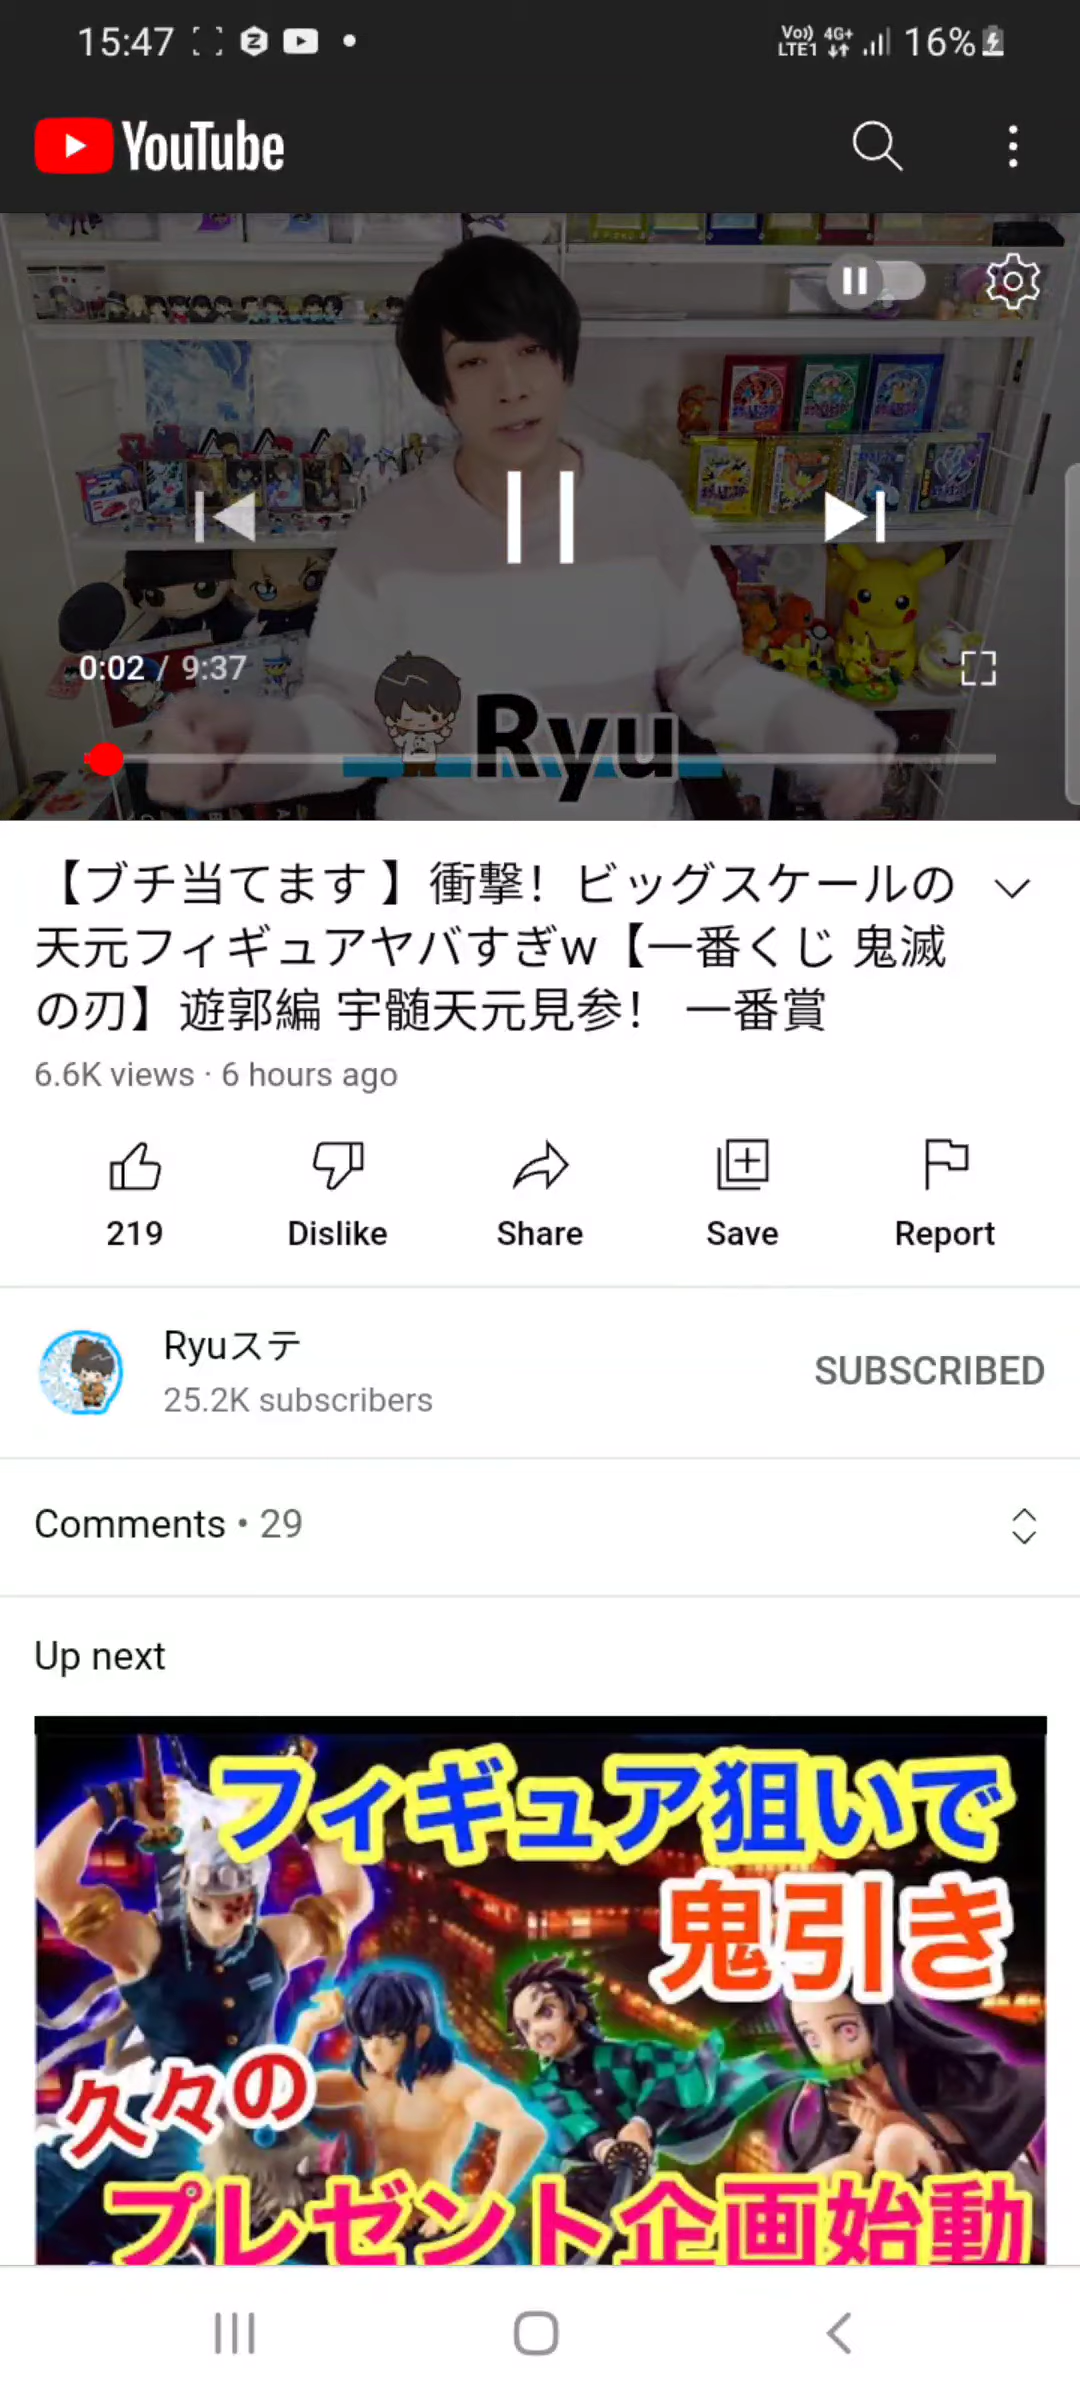 15:47
Vo)) LTE1 4G+ 16%
YouTube
0:02 / 9:37
Ryu
【ブチ当てます 】衝撃！ビッグスケールの
天元フィギュアヤバすぎw【一番くじ 鬼滅
の刃】遊郭編 宇髄天元見参！ 一番賞
6.6K views · 6 hours ago
219
Dislike
Share
Save
Report
Ryuステ
25.2K subscribers
SUBSCRIBED
Comments • 29
Up next
フィギュア狙いで
鬼引き
久々の
プレゼント企画始動